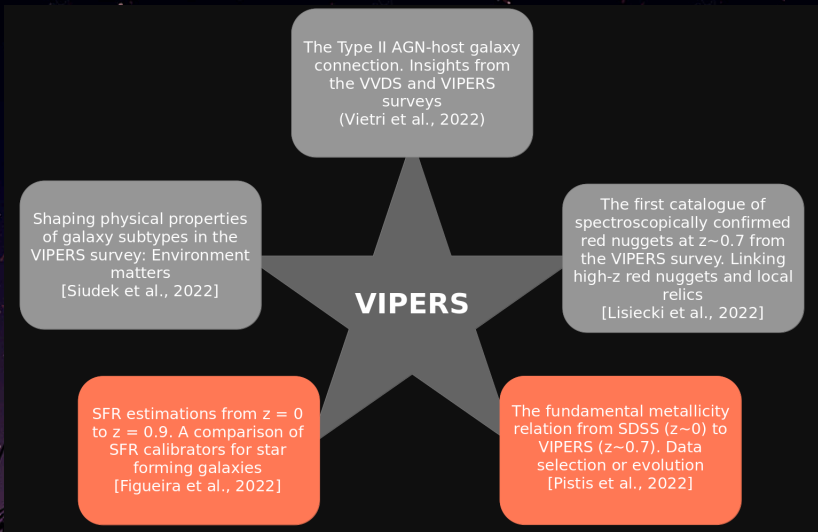 The Type II AGN-host galaxy
connection. Insights from
the VVDS and VIPERS
surveys
(Vietri et al., 2022)
Shaping physical properties
of galaxy subtypes in the
VIPERS survey: Environment
matters
[Siudek et al., 2022]
The first catalogue of
spectroscopically confirmed
red nuggets at z~0.7 from
the VIPERS survey. Linking
high-z red nuggets and local
relics
[Lisiecki et al., 2022]
VIPERS
SFR estimations from z = 0
to z = 0.9. A comparison of
SFR calibrators for star
forming galaxies
[Figueira et al., 2022]
The fundamental metallicity
relation from SDSS (z~0) to
VIPERS (z~0.7). Data
selection or evolution
[Pistis et al., 2022]